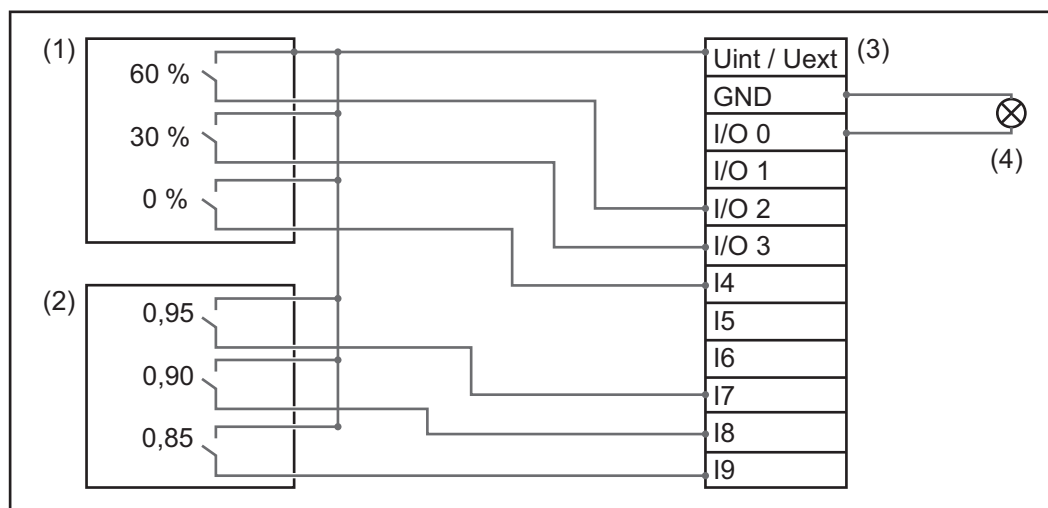 (1)
60 %
30 %
0 %
(2)
0,95
0,90
0,85
Uint / Uext
(3)
GND
I/O 0
I/O 1
I/O 2
I/O 3
I4
I5
I6
I7
I8
I9
(4)